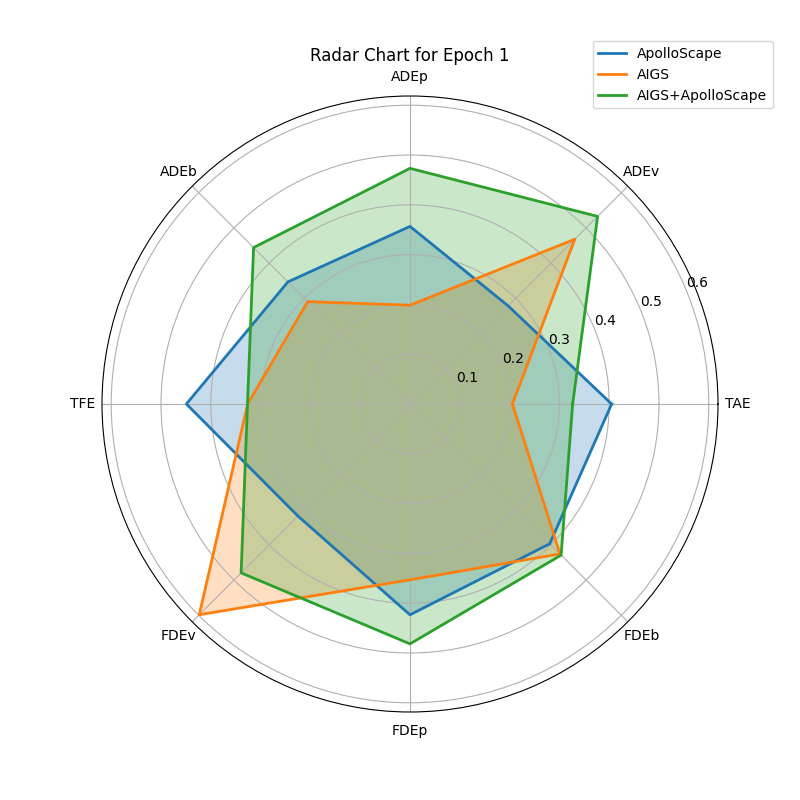 Radar Chart for Epoch 1
ApolloScape
AIGS
AIGS+ApolloScape
ADEp
ADEb
ADEv
0.6
0.5
0.4
0.3
0.2
0.1
TFE
TAE
FDEv
FDEb
FDEp